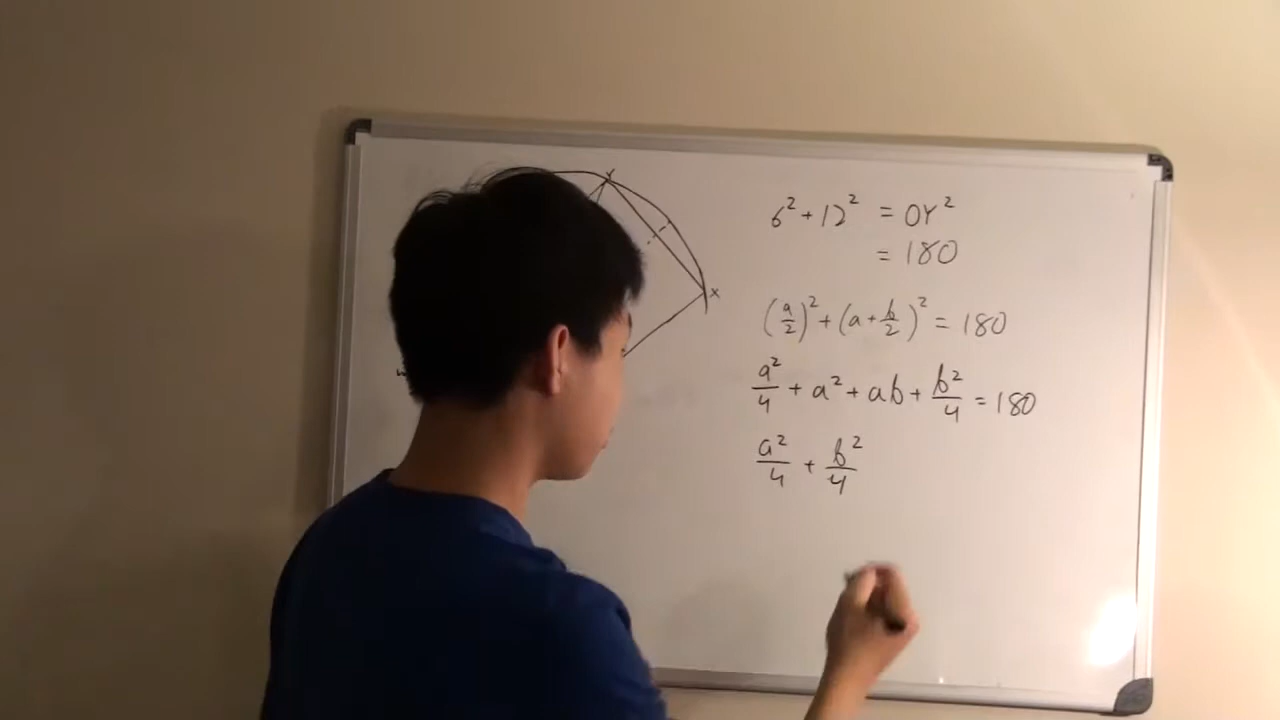 Y
X
6² + 12² = OY²
= 180
(a/2)² + (a + b/2)² = 180
a²/4 + a² + ab + b²/4 = 180
a²/4 + b²/4